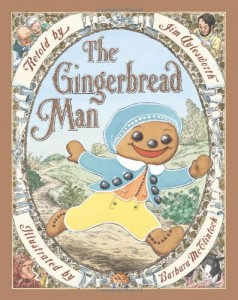 Retold by
Jim Aylesworth
The
Gingerbread
Man
Illustrated by
Barbara McClintock